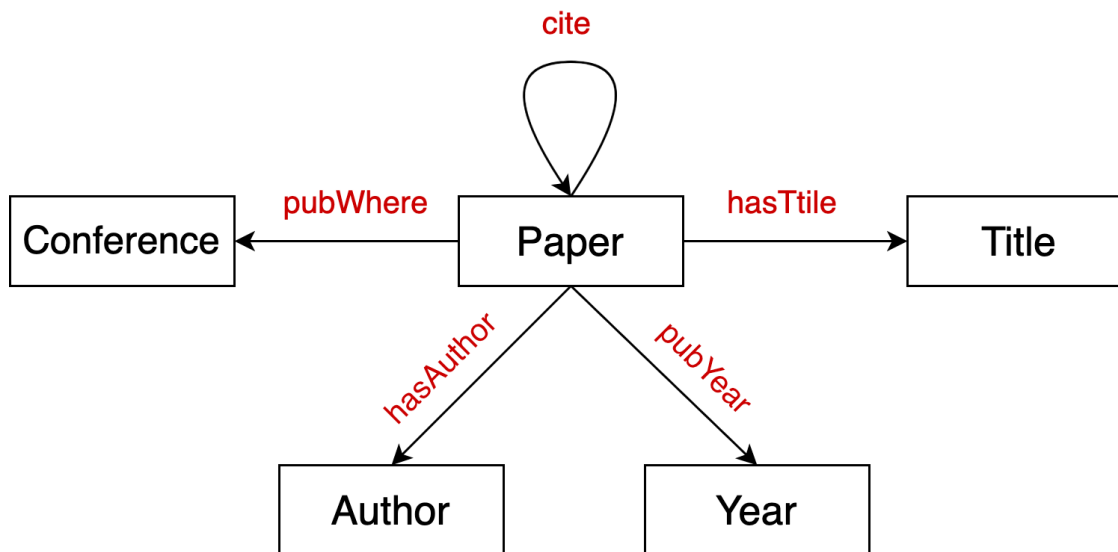 cite
pubWhere
hasTtile
Conference
Paper
Title
hasAuthor
pubYear
Author
Year